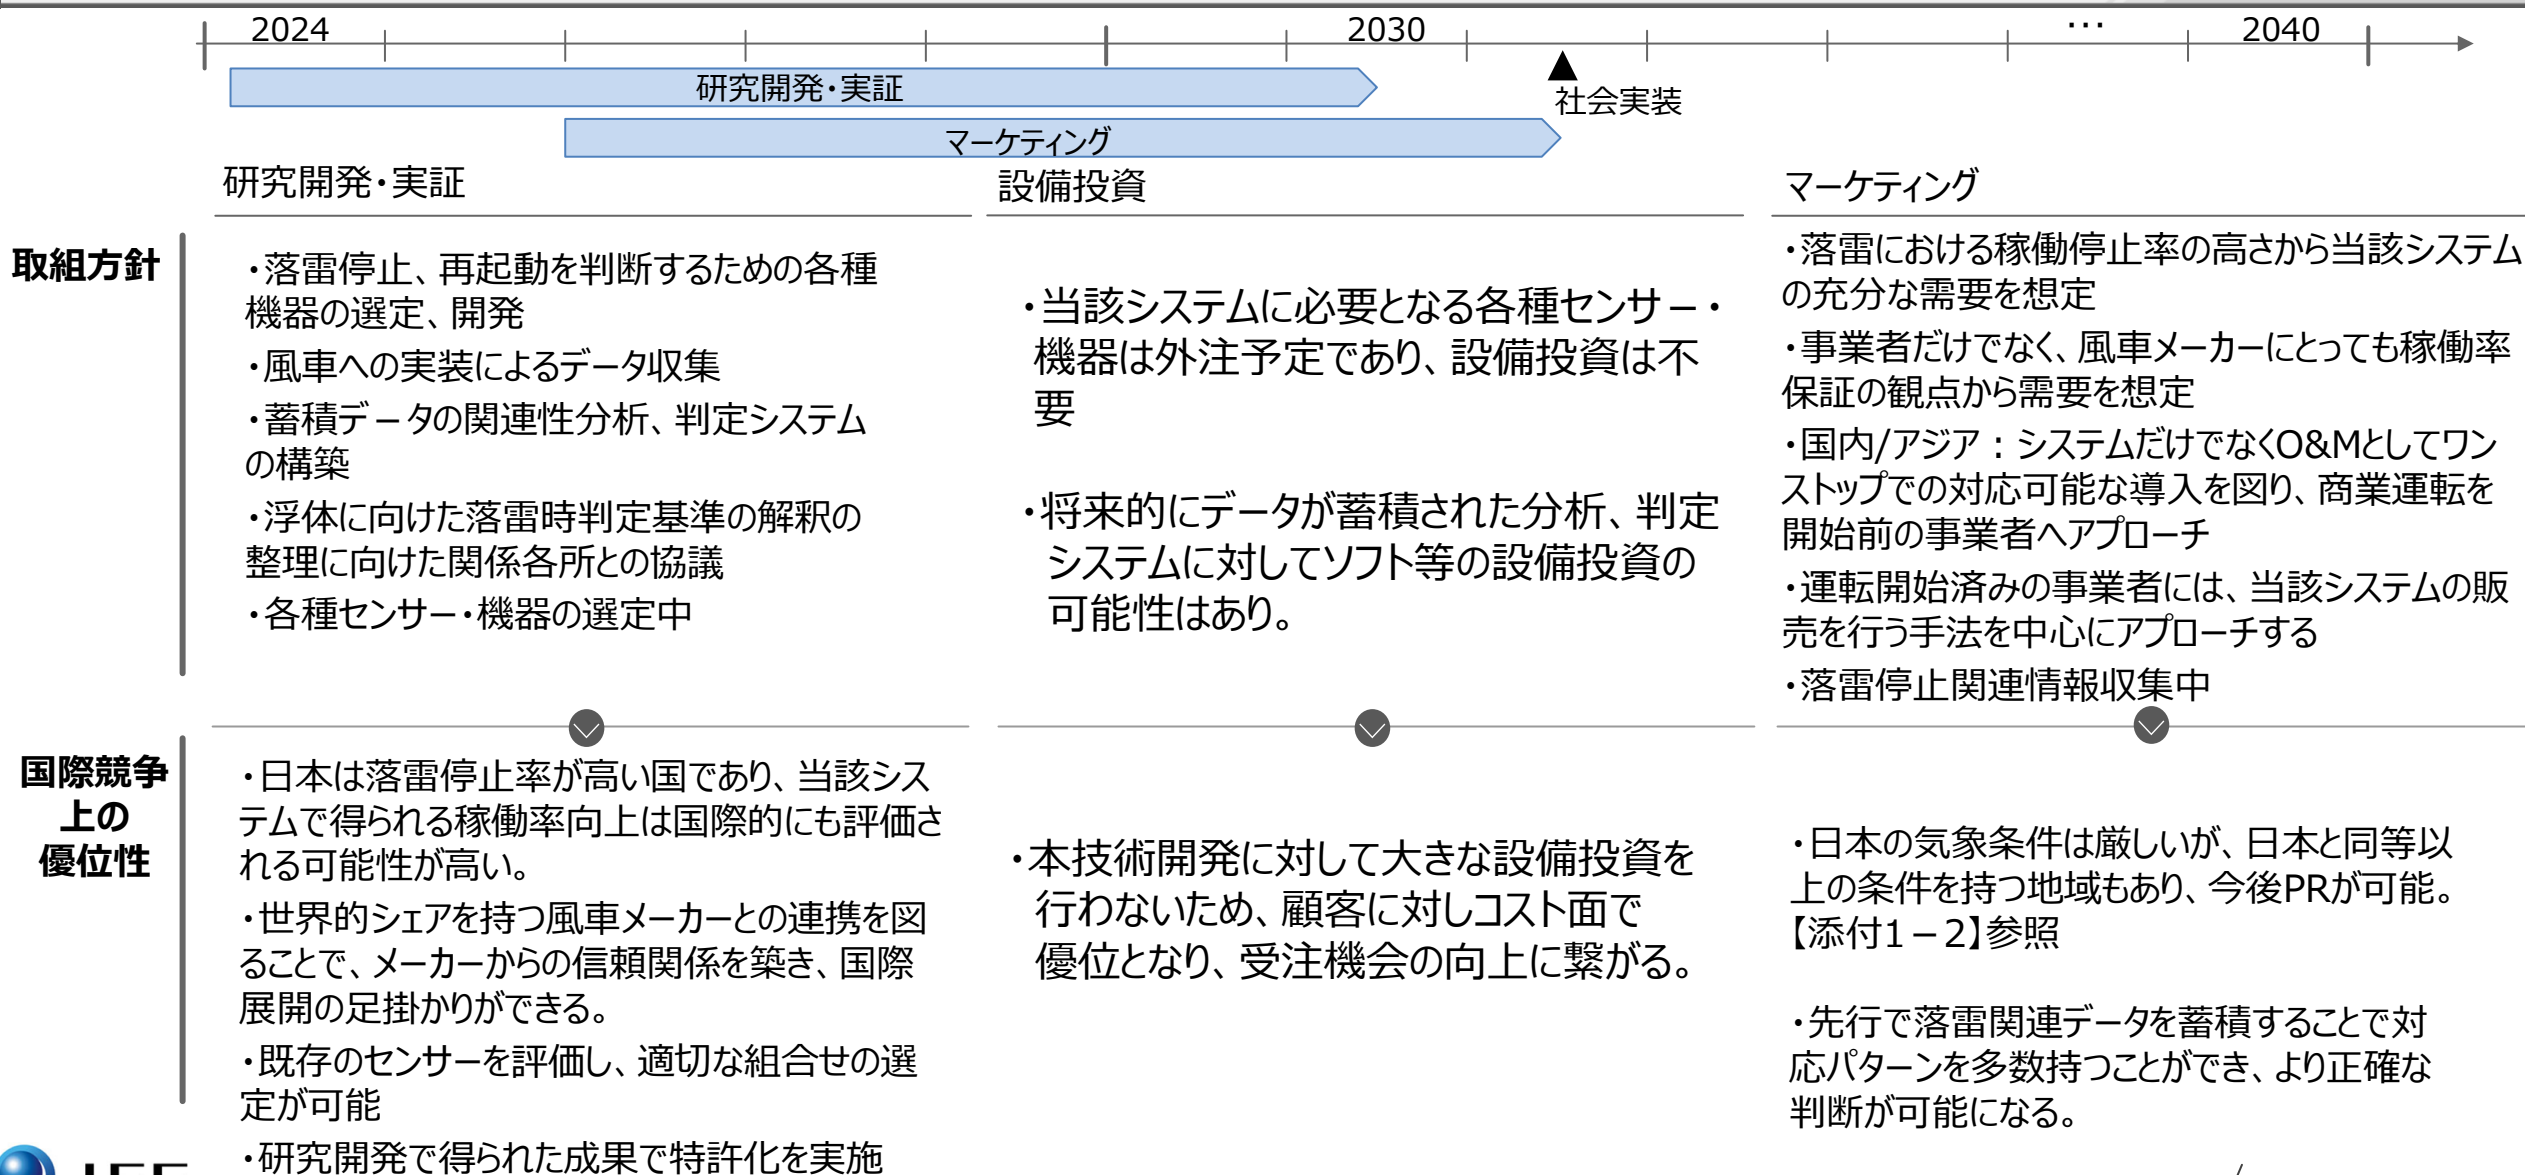 2024
2030
…
2040
研究開発・実証
社会実装
マーケティング
研究開発・実証
設備投資
マーケティング
取組方針
・落雷停止、再起動を判断するための各種
機器の選定、開発
・風車への実装によるデータ収集
・蓄積データの関連性分析、判定システム
の構築
・浮体に向けた落雷時判定基準の解釈の
整理に向けた関係各所との協議
・各種センサー・機器の選定中
・当該システムに必要となる各種センサー・
機器は外注予定であり、設備投資は不
要
・将来的にデータが蓄積された分析、判定
システムに対してソフト等の設備投資の
可能性はあり。
・落雷における稼働停止率の高さから当該システム
の充分な需要を想定
・事業者だけでなく、風車メーカーにとっても稼働率
保証の観点から需要を想定
・国内/アジア：システムだけでなくO&Mとしてワン
ストップでの対応可能な導入を図り、商業運転を
開始前の事業者へアプローチ
・運転開始済みの事業者には、当該システムの販
売を行う手法を中心にアプローチする
・落雷停止関連情報収集中
国際競争
上の
優位性
・日本は落雷停止率が高い国であり、当該シス
テムで得られる稼働率向上は国際的にも評価さ
れる可能性が高い。
・世界的シェアを持つ風車メーカーとの連携を図
ることで、メーカーからの信頼関係を築き、国際
展開の足掛かりができる。
・既存のセンサーを評価し、適切な組合せの選
定が可能
・研究開発で得られた成果で特許化を実施
・本技術開発に対して大きな設備投資を
行わないため、顧客に対しコスト面で
優位となり、受注機会の向上に繋がる。
・日本の気象条件は厳しいが、日本と同等以
上の条件を持つ地域もあり、今後PRが可能。
【添付1－2】参照
・先行で落雷関連データを蓄積することで対
応パターンを多数持つことができ、より正確な
判断が可能になる。